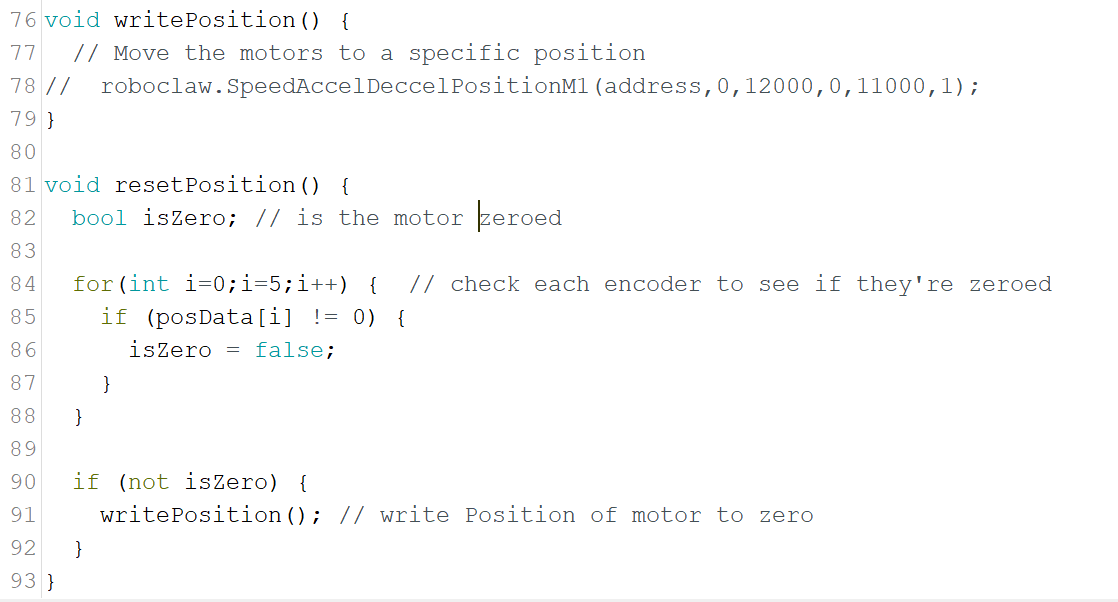 76 void writePosition() {
77   // Move the motors to a specific position
78 //  roboclaw.SpeedAccelDeccelPositionM1(address,0,12000,0,11000,1);
79 }
80
81 void resetPosition() {
82   bool isZero; // is the motor zeroed
83
84   for(int i=0;i=5;i++) {  // check each encoder to see if they're zeroed
85     if (posData[i] != 0) {
86       isZero = false;
87     }
88   }
89
90   if (not isZero) {
91     writePosition(); // write Position of motor to zero
92   }
93 }